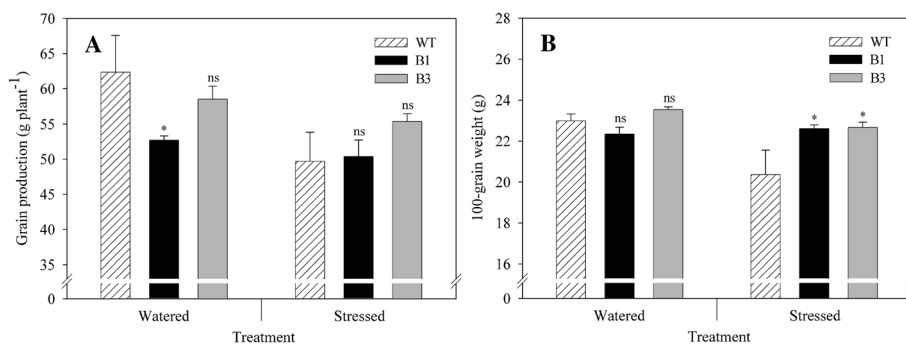 A
Grain production (g plant-1)
70
65
60
55
50
45
40
35
0
WT
B1
B3
*
ns
ns
ns
Watered
Stressed
Treatment
B
100-grain weight (g)
28
26
24
22
20
18
16
0
WT
B1
B3
ns
ns
*
*
Watered
Stressed
Treatment